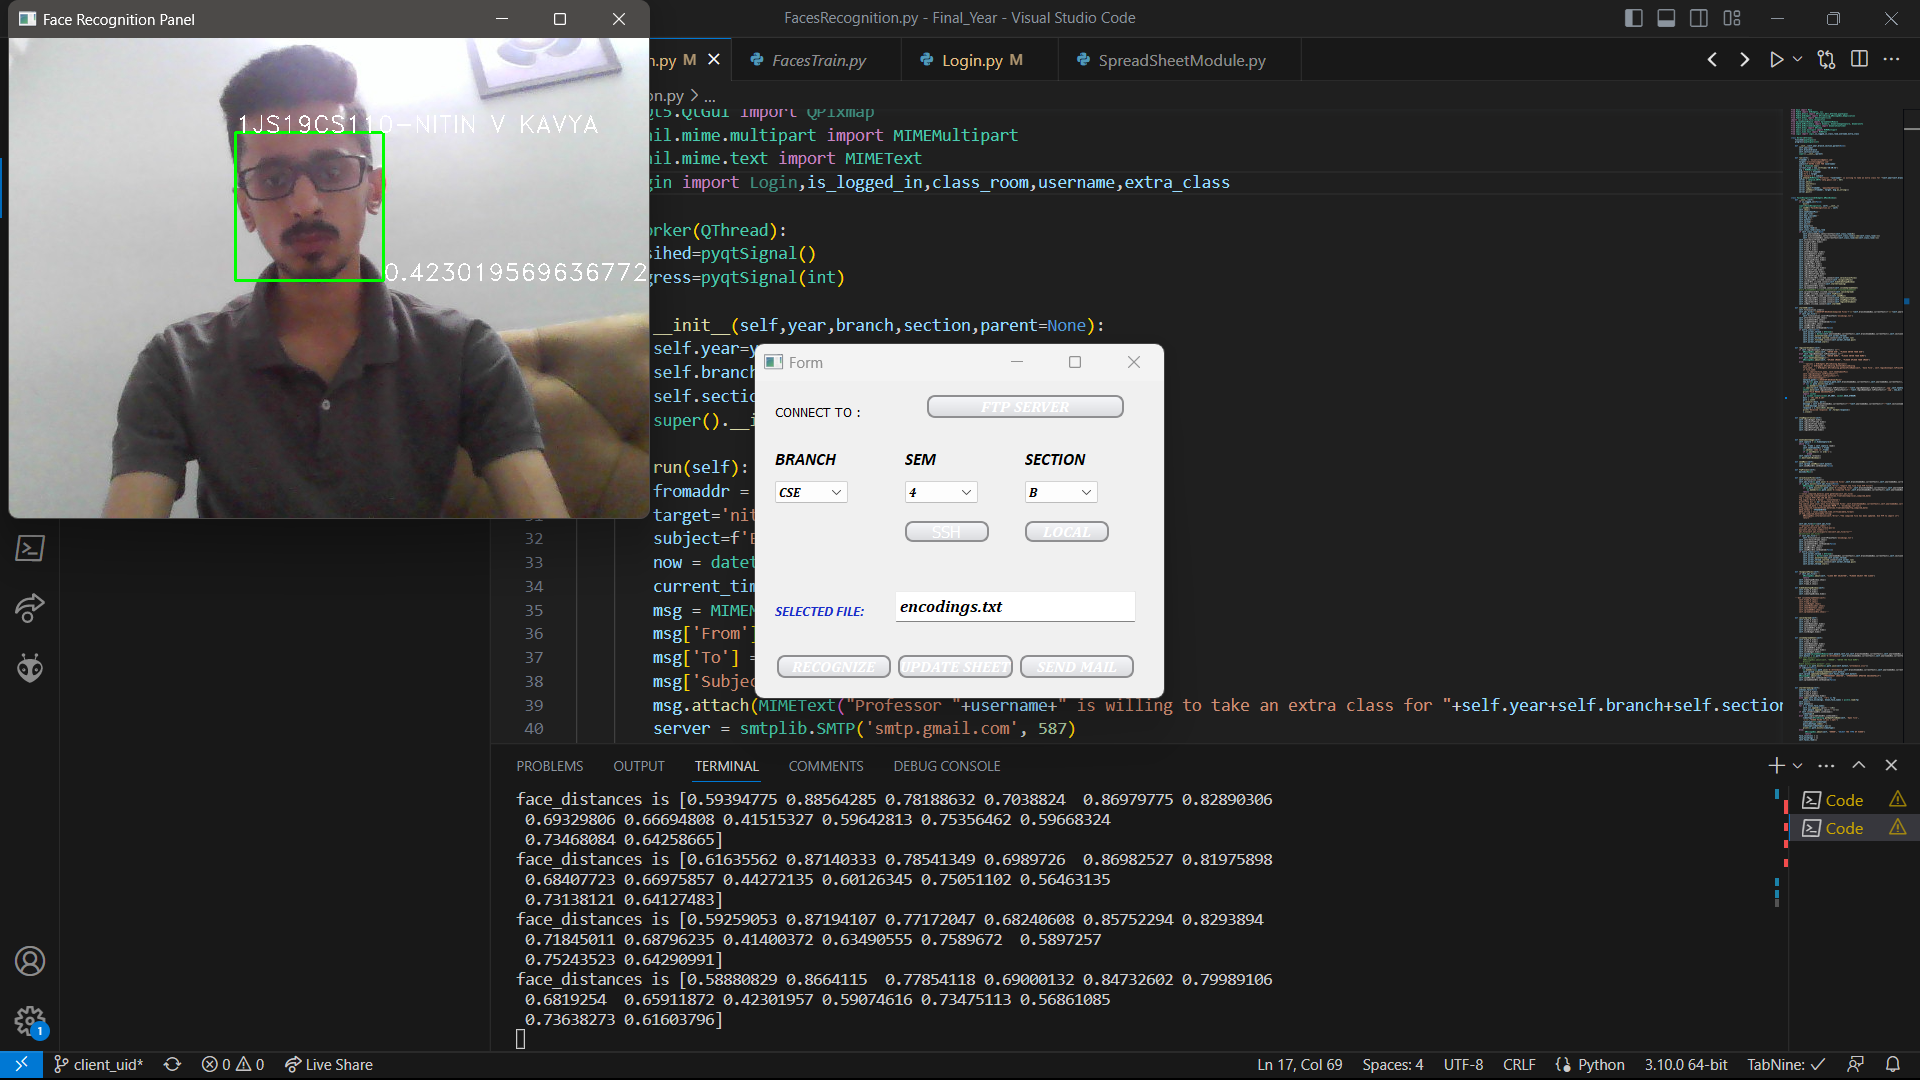 Face Recognition Panel
FacesRecognition.py - Final_Year - Visual Studio Code
n.py M
FacesTrain.py
Login.py M
SpreadSheetModule.py
on.py > ...
1JS19CS110-NITIN V KAVYA
0.423019569636772
Qt5.QtGui import QPixmap
ail.mime.multipart import MIMEMultipart
ail.mime.text import MIMEText
gin import Login,is_logged_in,class_room,username,extra_class
orker(QThread):
sihed=pyqtSignal()
gress=pyqtSignal(int)
__init__(self,year,branch,section,parent=None):
self.year=y
self.branch
self.sectio
super().__i
run(self):
fromaddr =
target='nit
32 subject=f'E
33 now = datet
34 current_tim
35 msg = MIMEM
36 msg['From']
37 msg['To'] =
38 msg['Subjec
39 msg.attach(MIMEText("Professor "+username+" is willing to take an extra class for "+self.year+self.branch+self.section
40 server = smtplib.SMTP('smtp.gmail.com', 587)
Form
CONNECT TO :
FTP SERVER
BRANCH SEM SECTION
CSE 4 B
SSH LOCAL
SELECTED FILE: encodings.txt
RECOGNIZE UPDATE SHEET SEND MAIL
PROBLEMS OUTPUT TERMINAL COMMENTS DEBUG CONSOLE
face_distances is [0.59394775 0.88564285 0.78188632 0.7038824  0.86979775 0.82890306
0.69329806 0.66694808 0.41515327 0.59642813 0.75356462 0.59668324
0.73468084 0.64258665]
face_distances is [0.61635562 0.87140333 0.78541349 0.6989726  0.86982527 0.81975898
0.68407723 0.66975857 0.44272135 0.60126345 0.75051102 0.56463135
0.73138121 0.64127483]
face_distances is [0.59259053 0.87194107 0.77172047 0.68240608 0.85752294 0.8293894
0.71845011 0.68796235 0.41400372 0.63490555 0.7589672  0.5897257
0.75243523 0.64290991]
face_distances is [0.58880829 0.8664115  0.77854118 0.69000132 0.84732602 0.79989106
0.6819254  0.65911872 0.42301957 0.59074616 0.73475113 0.56861085
0.73638273 0.61603796]
Code
Code
1
client_uid* 0 0 Live Share
Ln 17, Col 69 Spaces: 4 UTF-8 CRLF Python 3.10.0 64-bit TabNine: